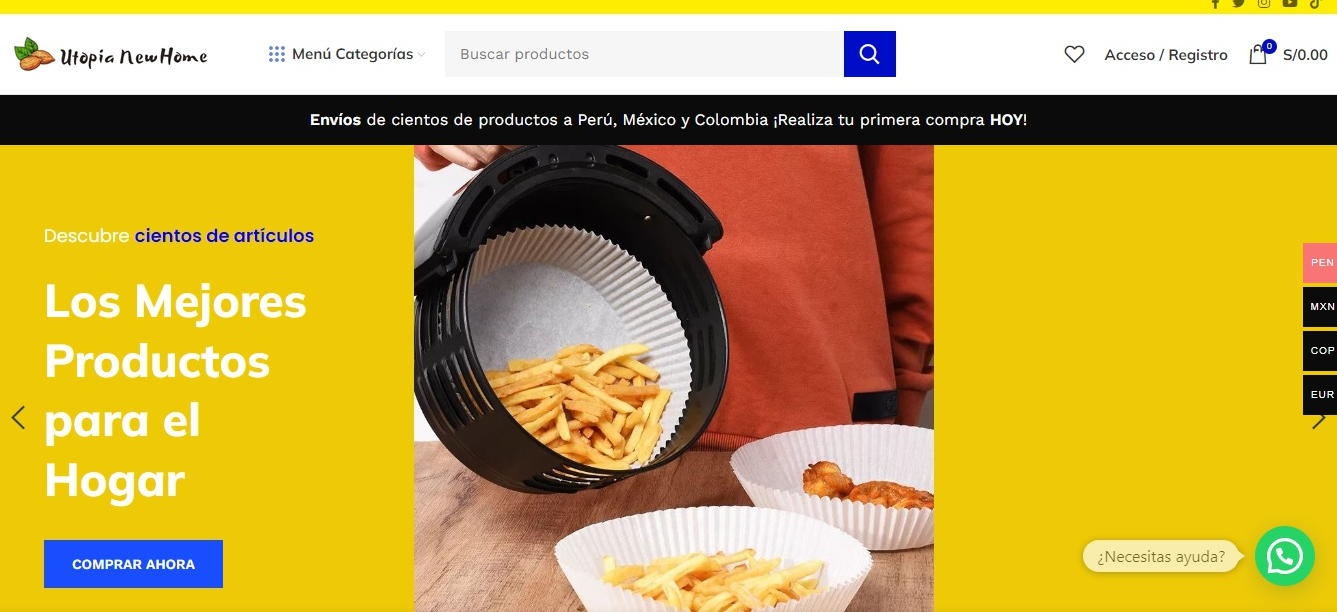 Utopia NewHome
Menú Categorías
Buscar productos
Acceso / Registro
0
S/0.00
Envíos de cientos de productos a Perú, México y Colombia ¡Realiza tu primera compra HOY!
Descubre cientos de artículos
Los Mejores
Productos
para el
Hogar
COMPRAR AHORA
PEN
MXN
COP
EUR
¿Necesitas ayuda?